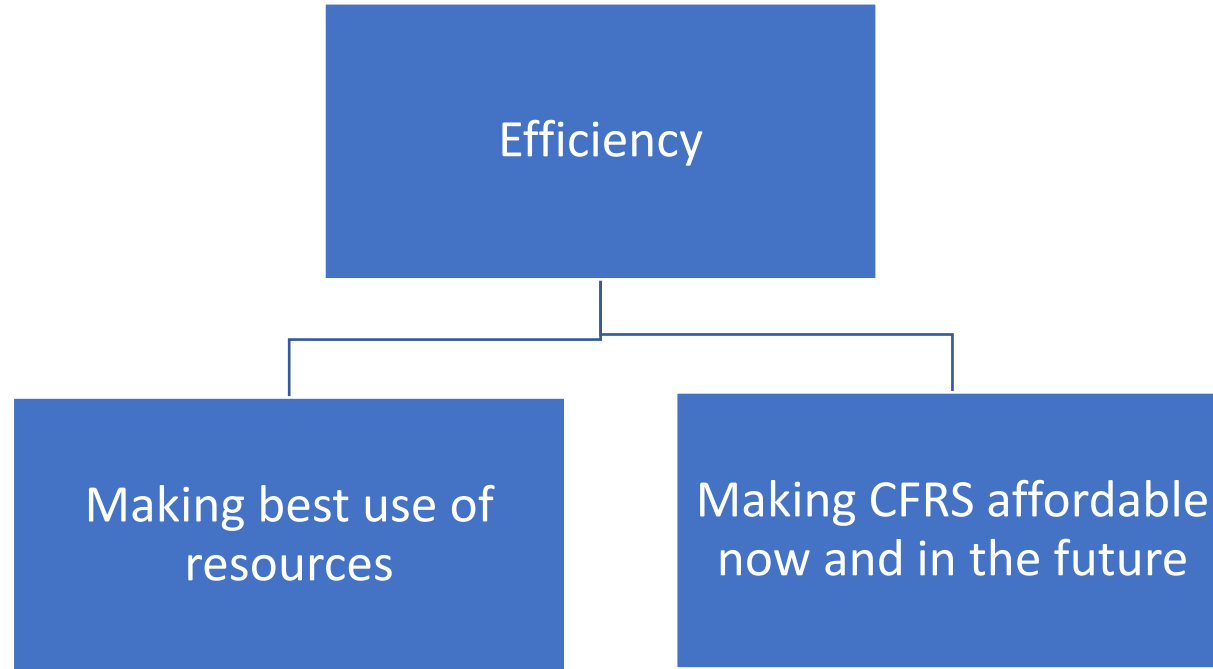 Efficiency
Making best use of
resources
Making CFRS affordable
now and in the future